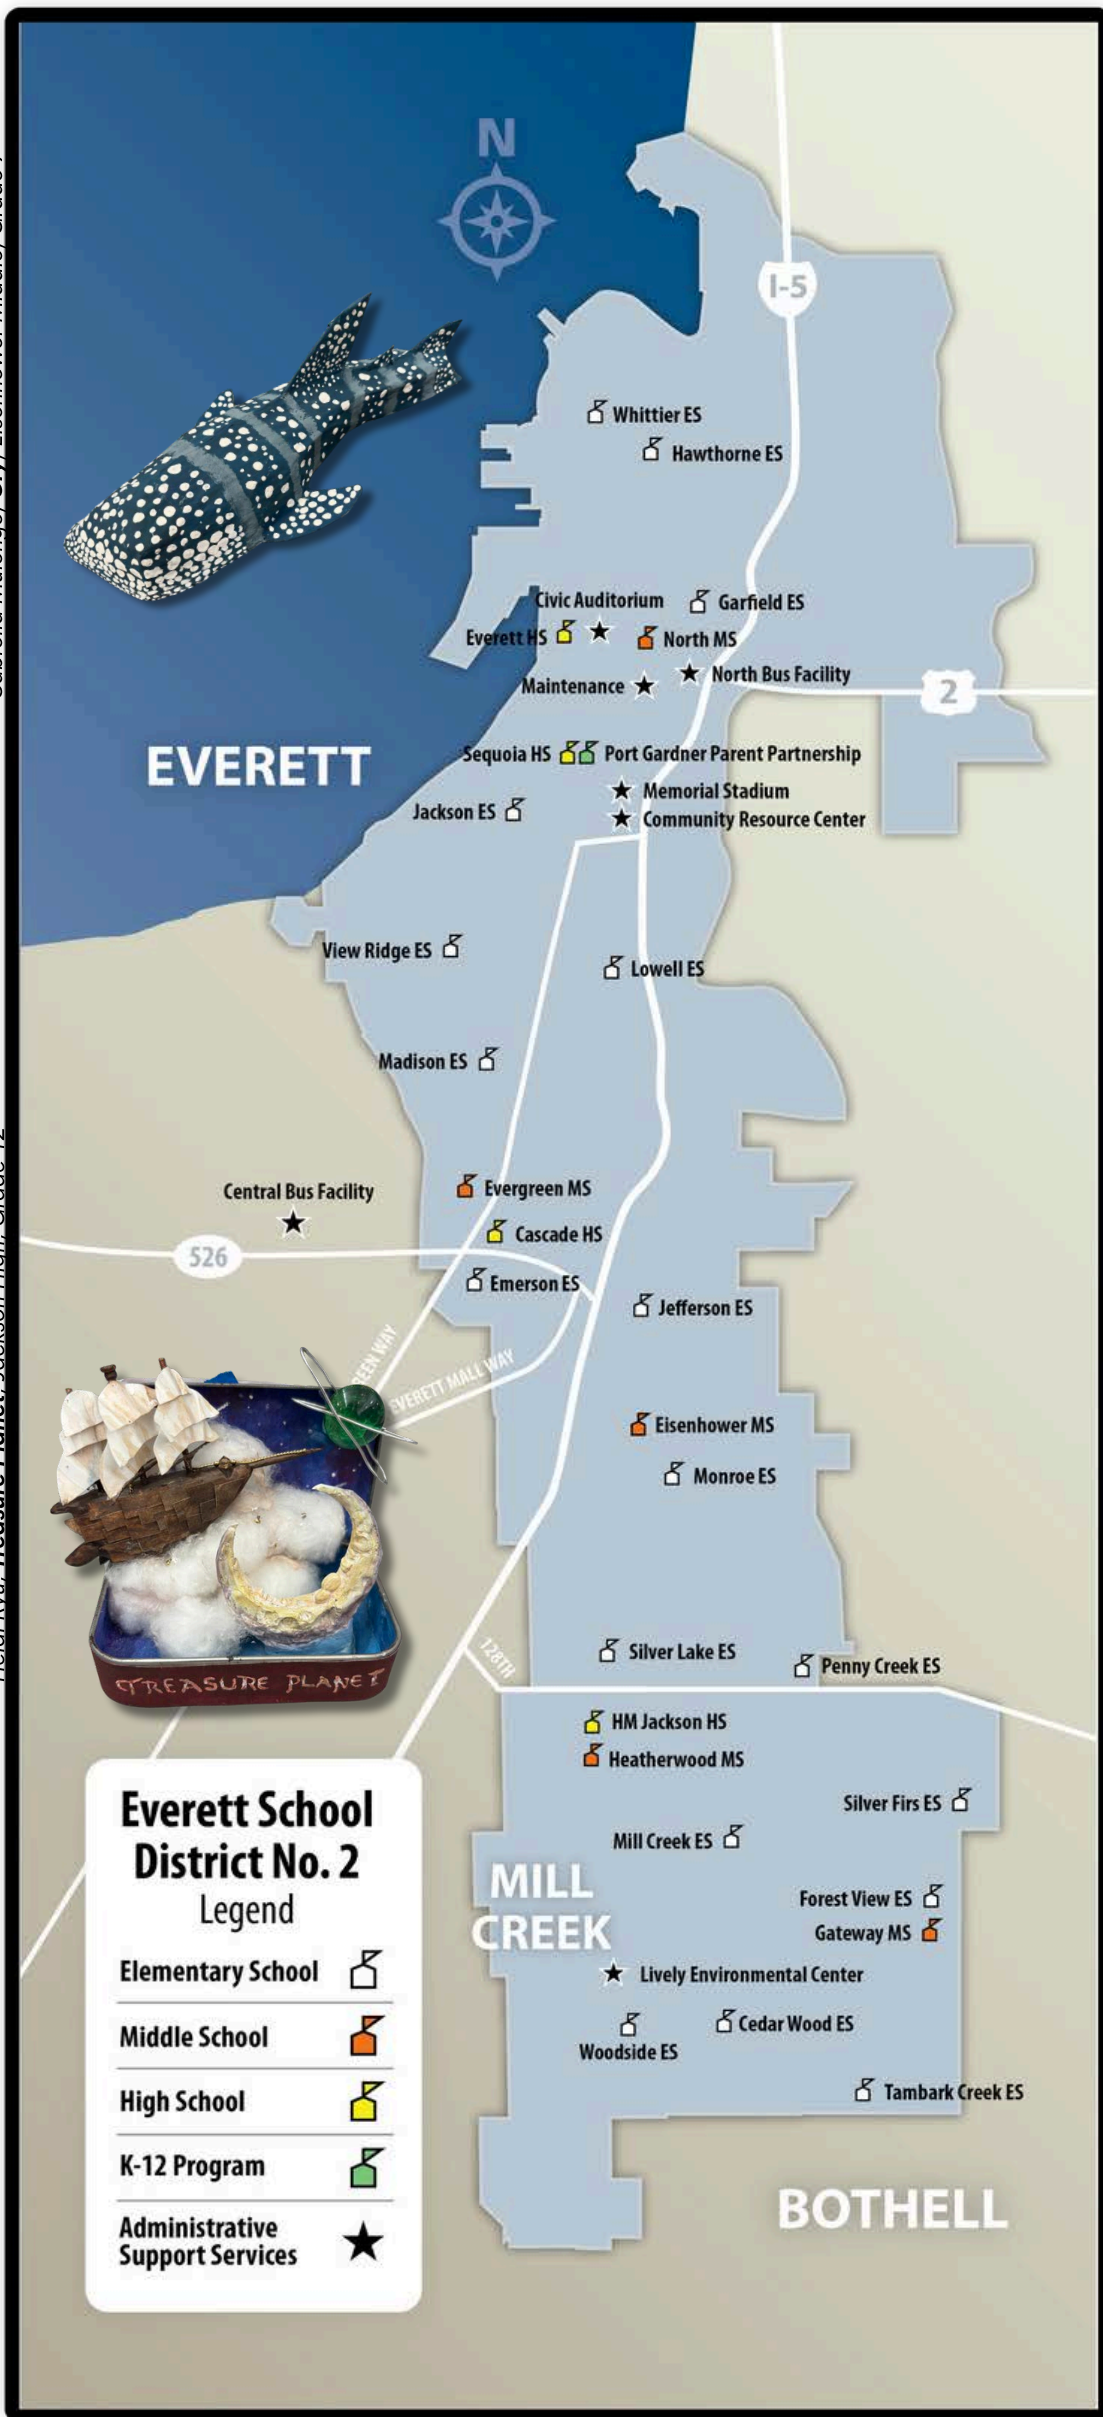 N
I-5
Whittier ES
Hawthorne ES
Civic Auditorium
Garfield ES
Everett HS
North MS
North Bus Facility
Maintenance
2
EVERETT
Sequoia HS
Port Gardner Parent Partnership
Memorial Stadium
Jackson ES
Community Resource Center
View Ridge ES
Lowell ES
Madison ES
Evergreen MS
Central Bus Facility
Cascade HS
526
Emerson ES
Jefferson ES
EVERETT MALL WAY
Eisenhower MS
Monroe ES
TREASURE PLANET
128TH
Silver Lake ES
Penny Creek ES
HM Jackson HS
Heatherwood MS
Silver Firs ES
Mill Creek ES
MILL
CREEK
Forest View ES
Gateway MS
Lively Environmental Center
Cedar Wood ES
Woodside ES
Tambark Creek ES
BOTHELL
Everett School
District No. 2
Legend
Elementary School
Middle School
High School
K-12 Program
Administrative
Support Services